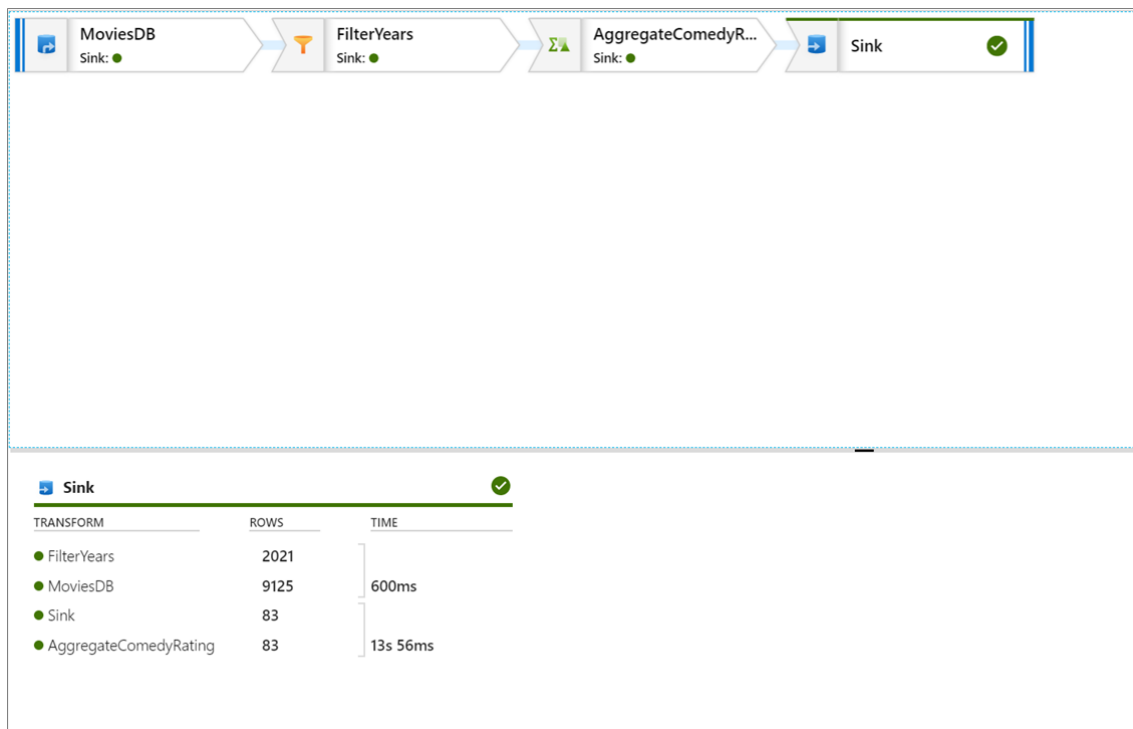 MoviesDB
Sink:
FilterYears
Sink:
AggregateComedyR...
Sink:
Sink
Sink
TRANSFORM ROWS TIME
FilterYears 2021
MoviesDB 9125 600ms
Sink 83
AggregateComedyRating 83 13s 56ms